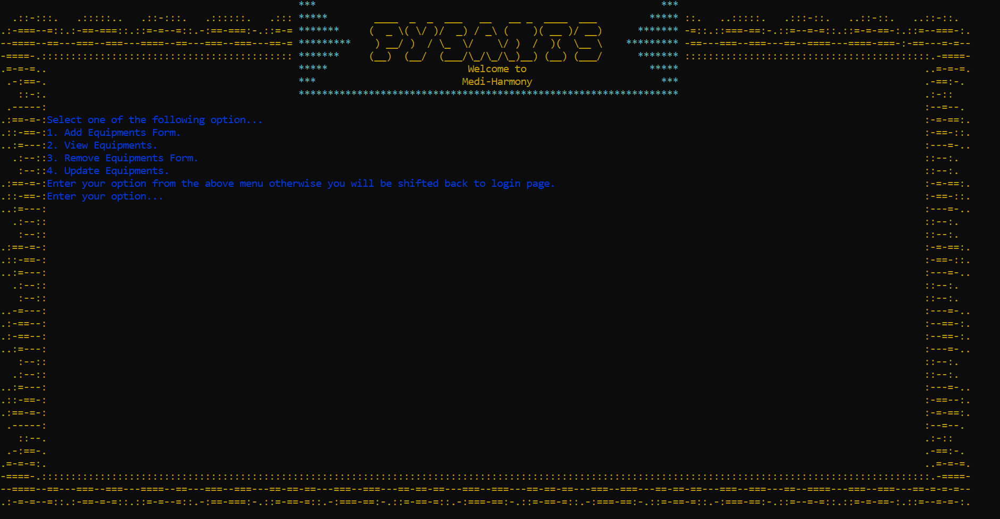 Welcome to
Medi-Harmony
Select one of the following option...
1. Add Equipments Form.
2. View Equipments.
3. Remove Equipments Form.
4. Update Equipments.
Enter your option from the above menu otherwise you will be shifted back to login page.
Enter your option...